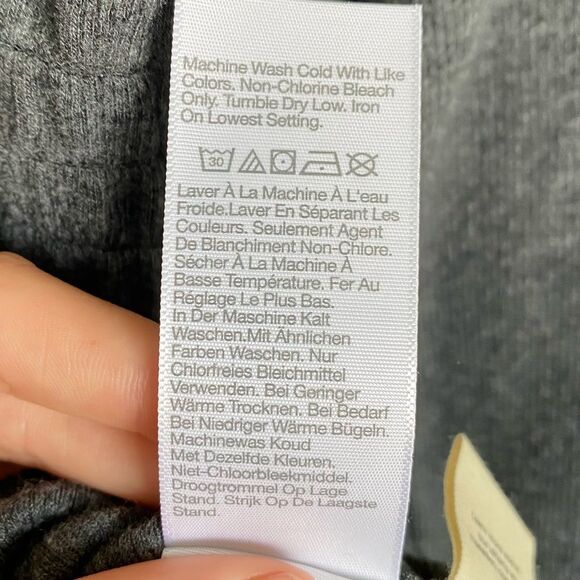 Machine Wash Cold With Like
Colors. Non-Chlorine Bleach
Only. Tumble Dry Low. Iron
On Lowest Setting.
30
Laver À La Machine À L'eau
Froide.Laver En Séparant Les
Couleurs. Seulement Agent
De Blanchiment Non-Chlore.
Sécher À La Machine À
Basse Température. Fer Au
Réglage Le Plus Bas.
In Der Maschine Kalt
Waschen.Mit Ähnlichen
Farben Waschen. Nur
Chlorfreies Bleichmittel
Verwenden. Bei Geringer
Wärme Trocknen. Bei Bedarf
Bei Niedriger Wärme Bügeln.
Machinewas Koud
Met Dezelfde Kleuren.
Niet-Chloorbleekmiddel.
Droogtrommel Op Lage
Stand. Strijk Op De Laagste
Stand.